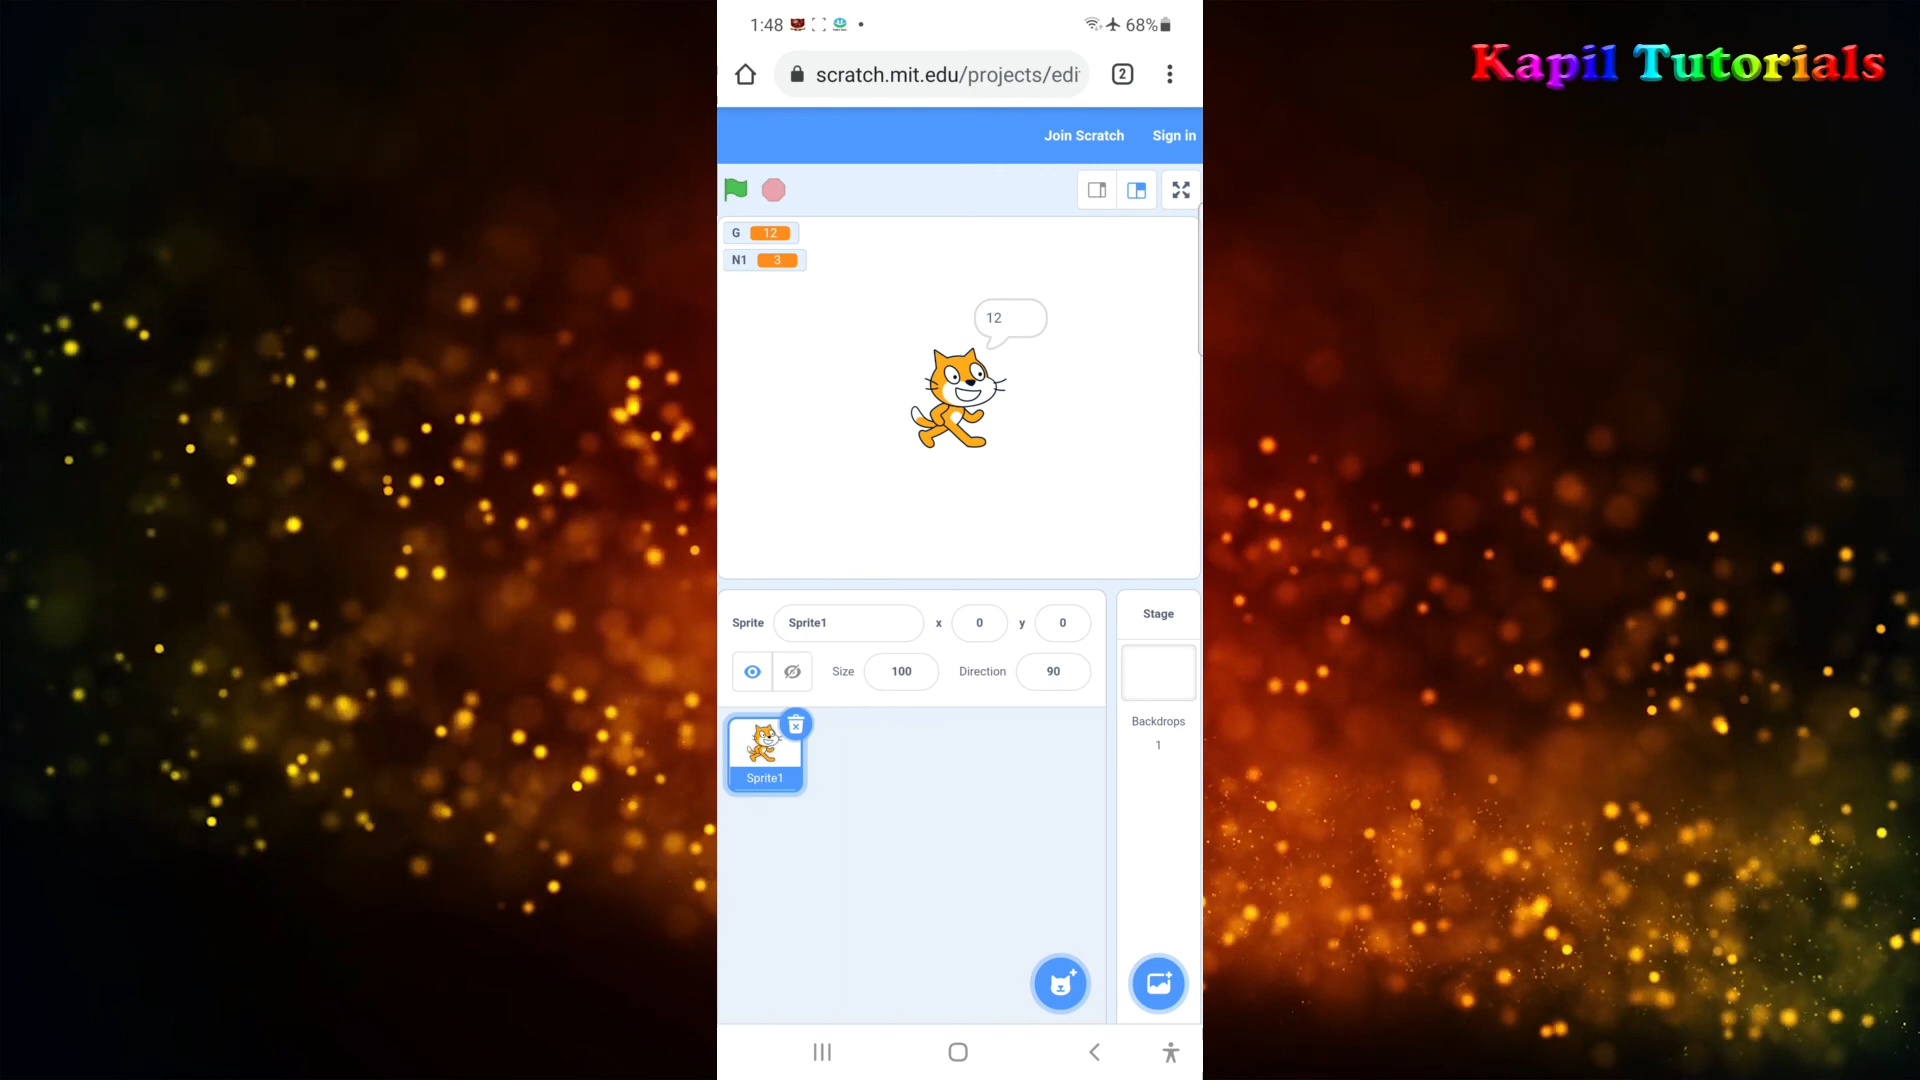 Kapil Tutorials
1:48
68%
scratch.mit.edu/projects/edi
2
Join Scratch
Sign in
G 12
N1 3
12
Sprite Sprite1 x 0 y 0
Size 100 Direction 90
Sprite1
Stage
Backdrops
1